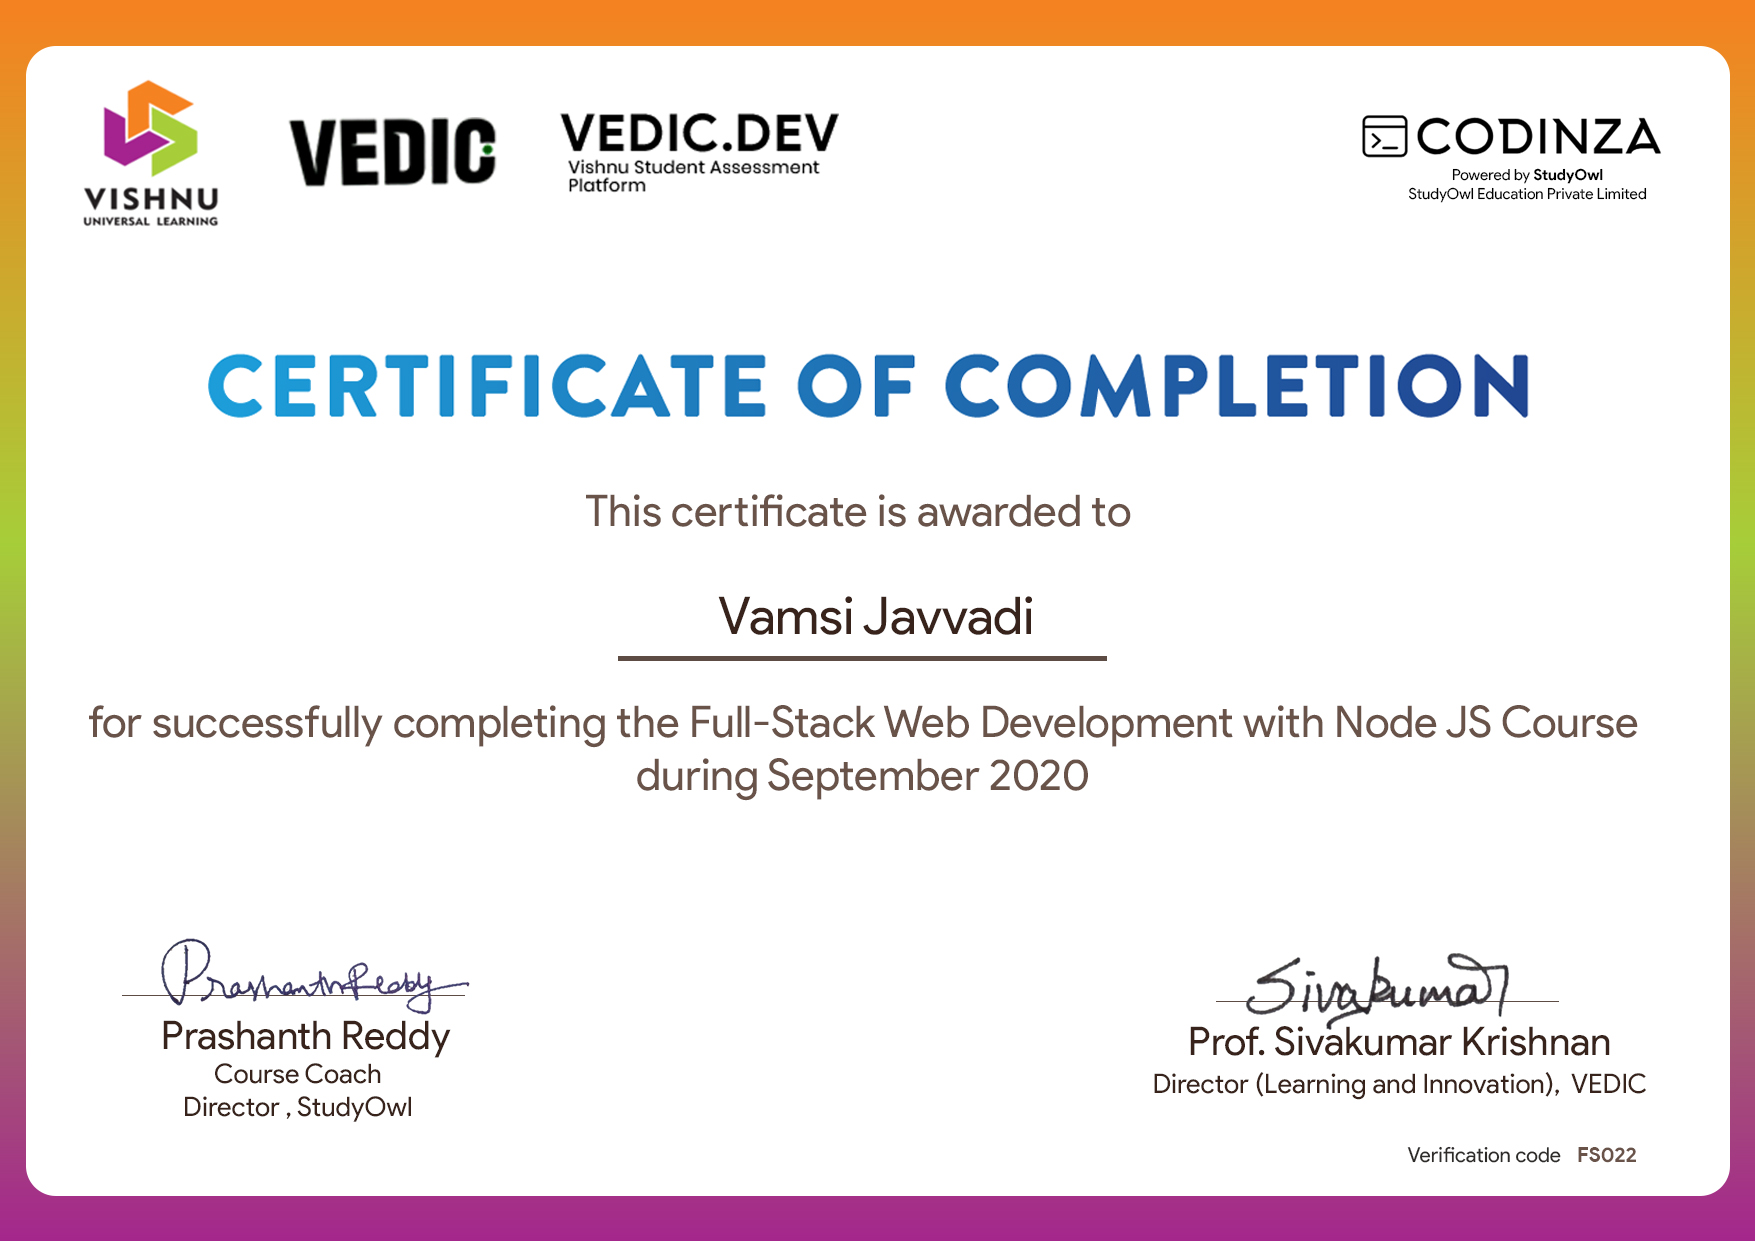 VISHNU
UNIVERSAL LEARNING
VEDIC
VEDIC.DEV
Vishnu Student Assessment
Platform
CODINZA
Powered by StudyOwl
StudyOwl Education Private Limited
CERTIFICATE OF COMPLETION
This certificate is awarded to
Vamsi Javvadi
for successfully completing the Full-Stack Web Development with Node JS Course
during September 2020
Prashanth Reddy
Prashanth Reddy
Course Coach
Director , StudyOwl
Sivakumar
Prof. Sivakumar Krishnan
Director (Learning and Innovation), VEDIC
Verification code FS022